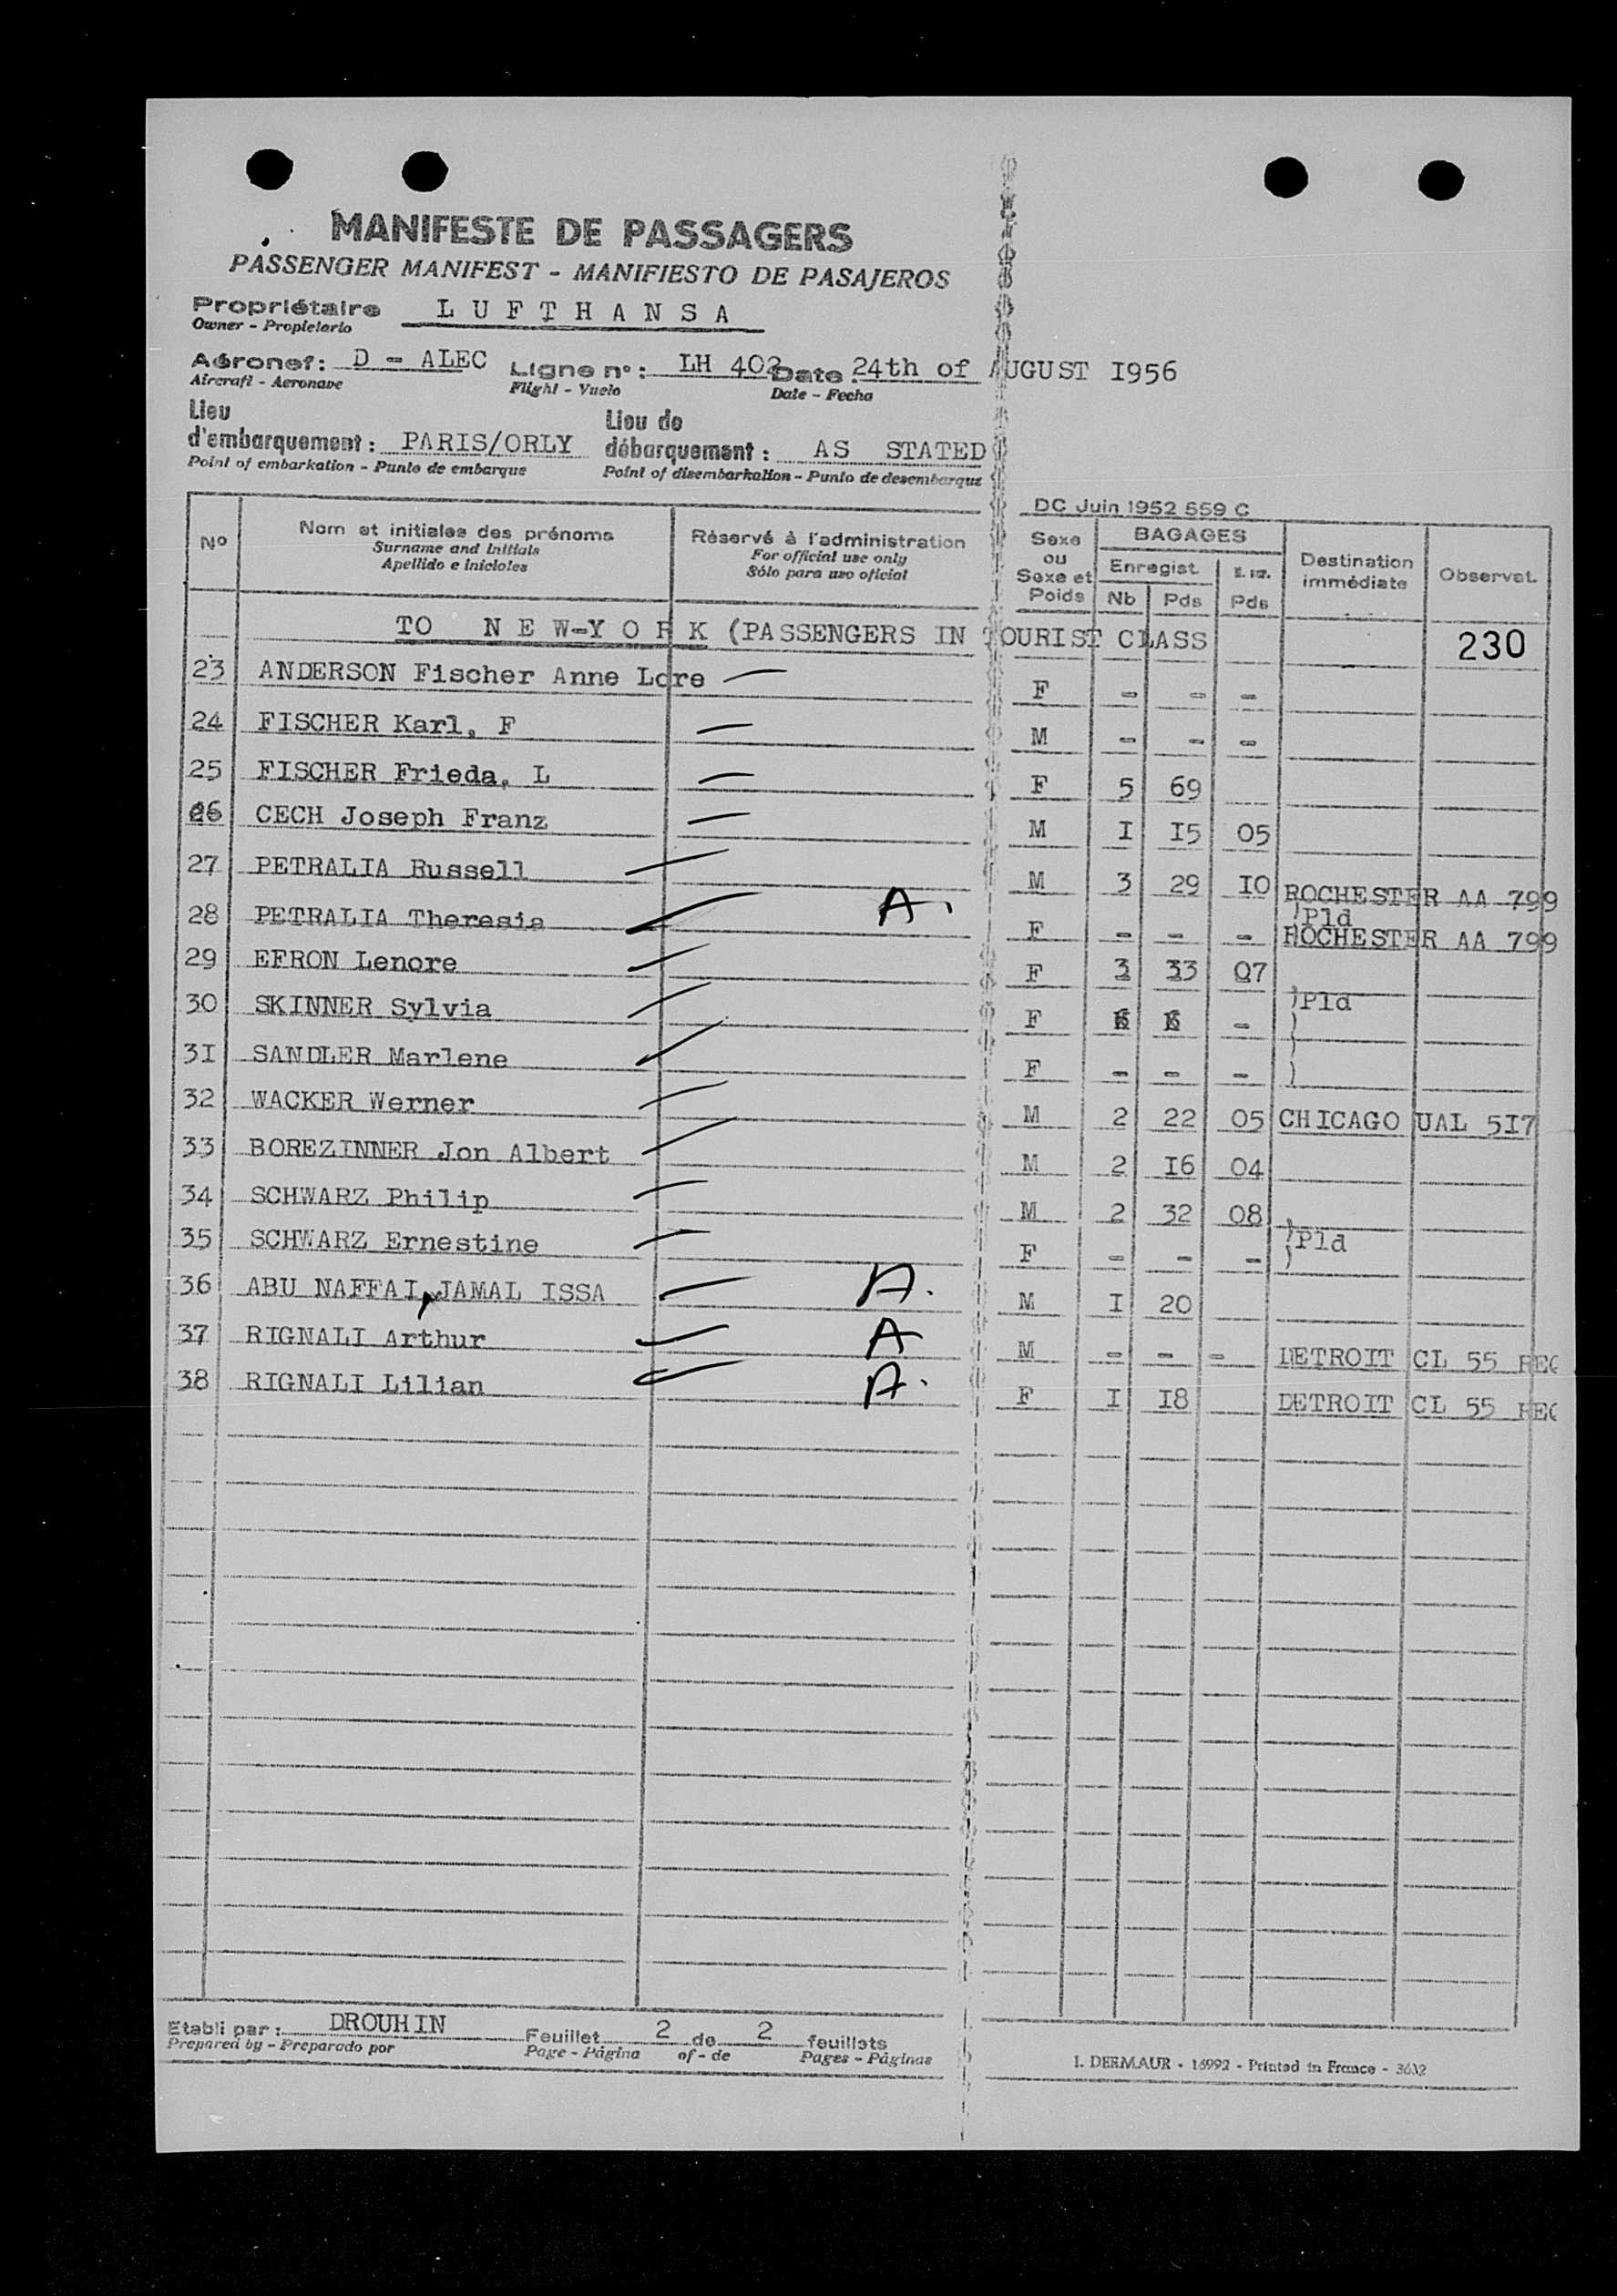 MANIFESTE DE PASSAGERS
PASSENGER MANIFEST - MANIFIESTO DE PASAJEROS
Propriétaire L U F T H A N S A
Owner - Propietario
Aéronef: D - ALEC Ligne n°: LH 402 Date: 24th of AUGUST I956
Aircraft - Aeronave Flight - Vuelo Date - Fecha
Lieu d'embarquement: PARIS/ORLY Lieu de débarquement: AS STATED
Point of embarkation - Punto de embarque Point of disembarkation - Punto de desembarque
DC Juin 1952 559 C
N° Nom et initiales des prénoms Réservé à l'administration Sexe ou Sexe et Poids BAGAGES Destination immédiate Observat.
Surname and Initials For official use only Enregist.
Apellido e iniciales Sólo para uso oficial Nb Pds Pds
TO N E W-Y O R K (PASSENGERS IN TOURIST CLASS 230
23 ANDERSON Fischer Anne Lore F - - -
24 FISCHER Karl. F M - - -
25 FISCHER Frieda. L F 5 69
26 CECH Joseph Franz M I I5 05
27 PETRALIA Russell M 3 29 IO ROCHESTER AA 799
28 PETRALIA Theresia A. F - - - )Pld ROCHESTER AA 799
29 EFRON Lenore F 3 33 07
30 SKINNER Sylvia F - )Pld
3I SANDLER Marlene F - - - )
32 WACKER Werner M 2 22 05 CHICAGO UAL 5I7
33 BOREZINNER Jon Albert M 2 I6 04
34 SCHWARZ Philip M 2 32 08
35 SCHWARZ Ernestine F - - - )Pld
36 ABU NAFFAI, JAMAL ISSA A. M I 20
37 RIGNALI Arthur A M - - - DETROIT CL 55 REQ
38 RIGNALI Lilian A. F I I8 DETROIT CL 55 REQ
Etabli par: DROUHIN Feuillet 2 de 2 feuillets
Prepared by - Preparado por Page - Página of - de Pages - Páginas
I. DERMAUR - 16992 - Printed in France - 3632